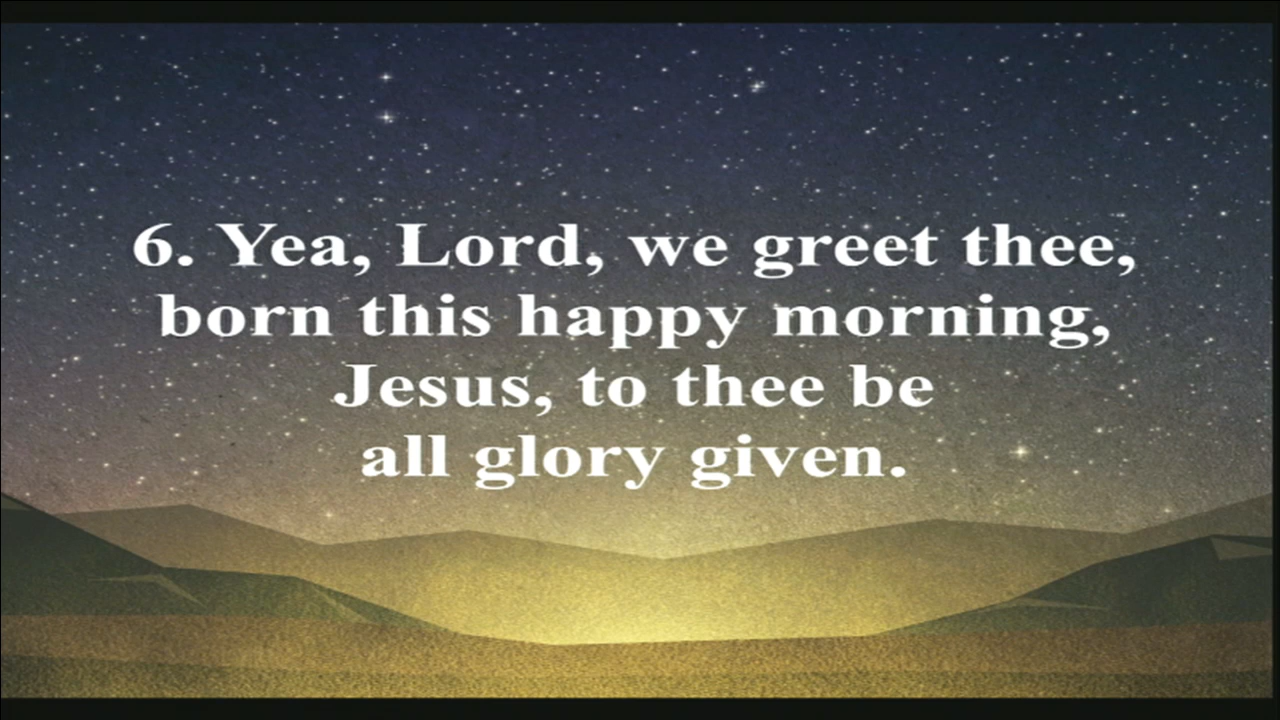 6. Yea, Lord, we greet thee,
born this happy morning,
Jesus, to thee be
all glory given.